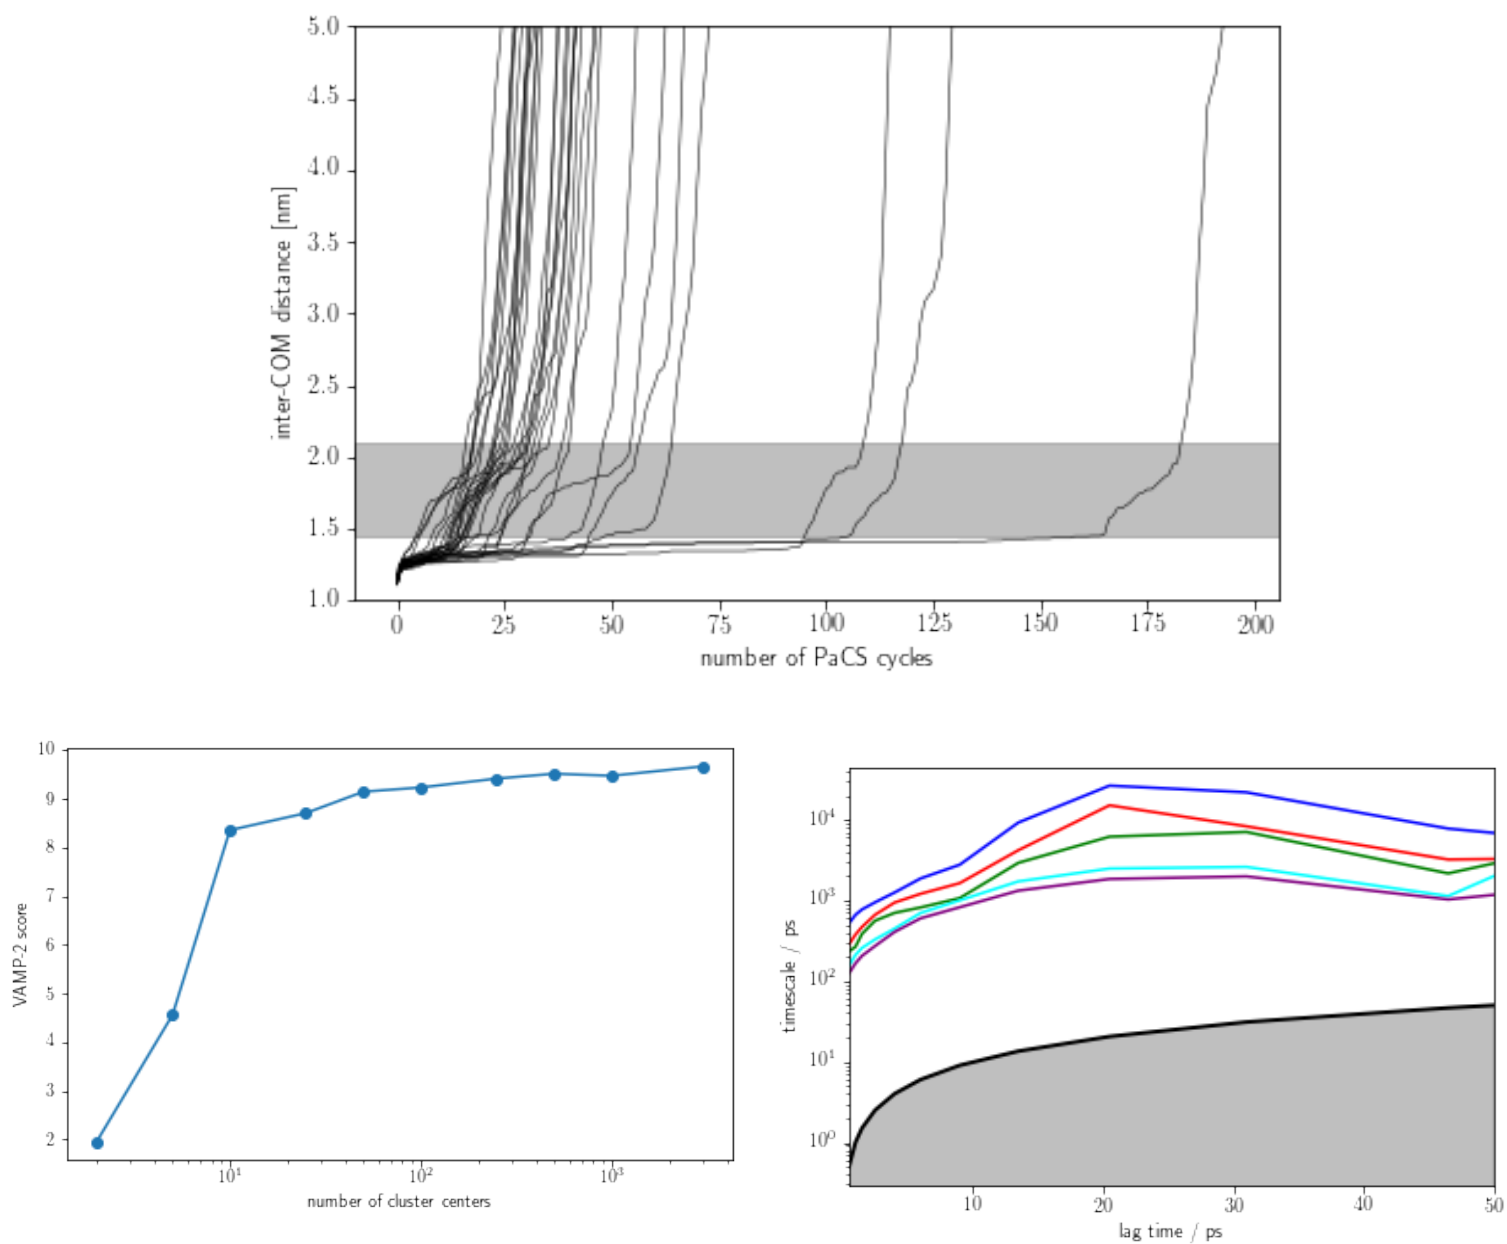 5.0
4.5
4.0
3.5
3.0
2.5
2.0
1.5
1.0
inter-COM distance [nm]
0 25 50 75 100 125 150 175 200
number of PaCS cycles
10
9
8
7
6
5
4
3
2
VAMP-2 score
10¹ 10² 10³
number of cluster centers
10⁴
10³
10²
10¹
10⁰
timescale / ps
10 20 30 40 50
lag time / ps